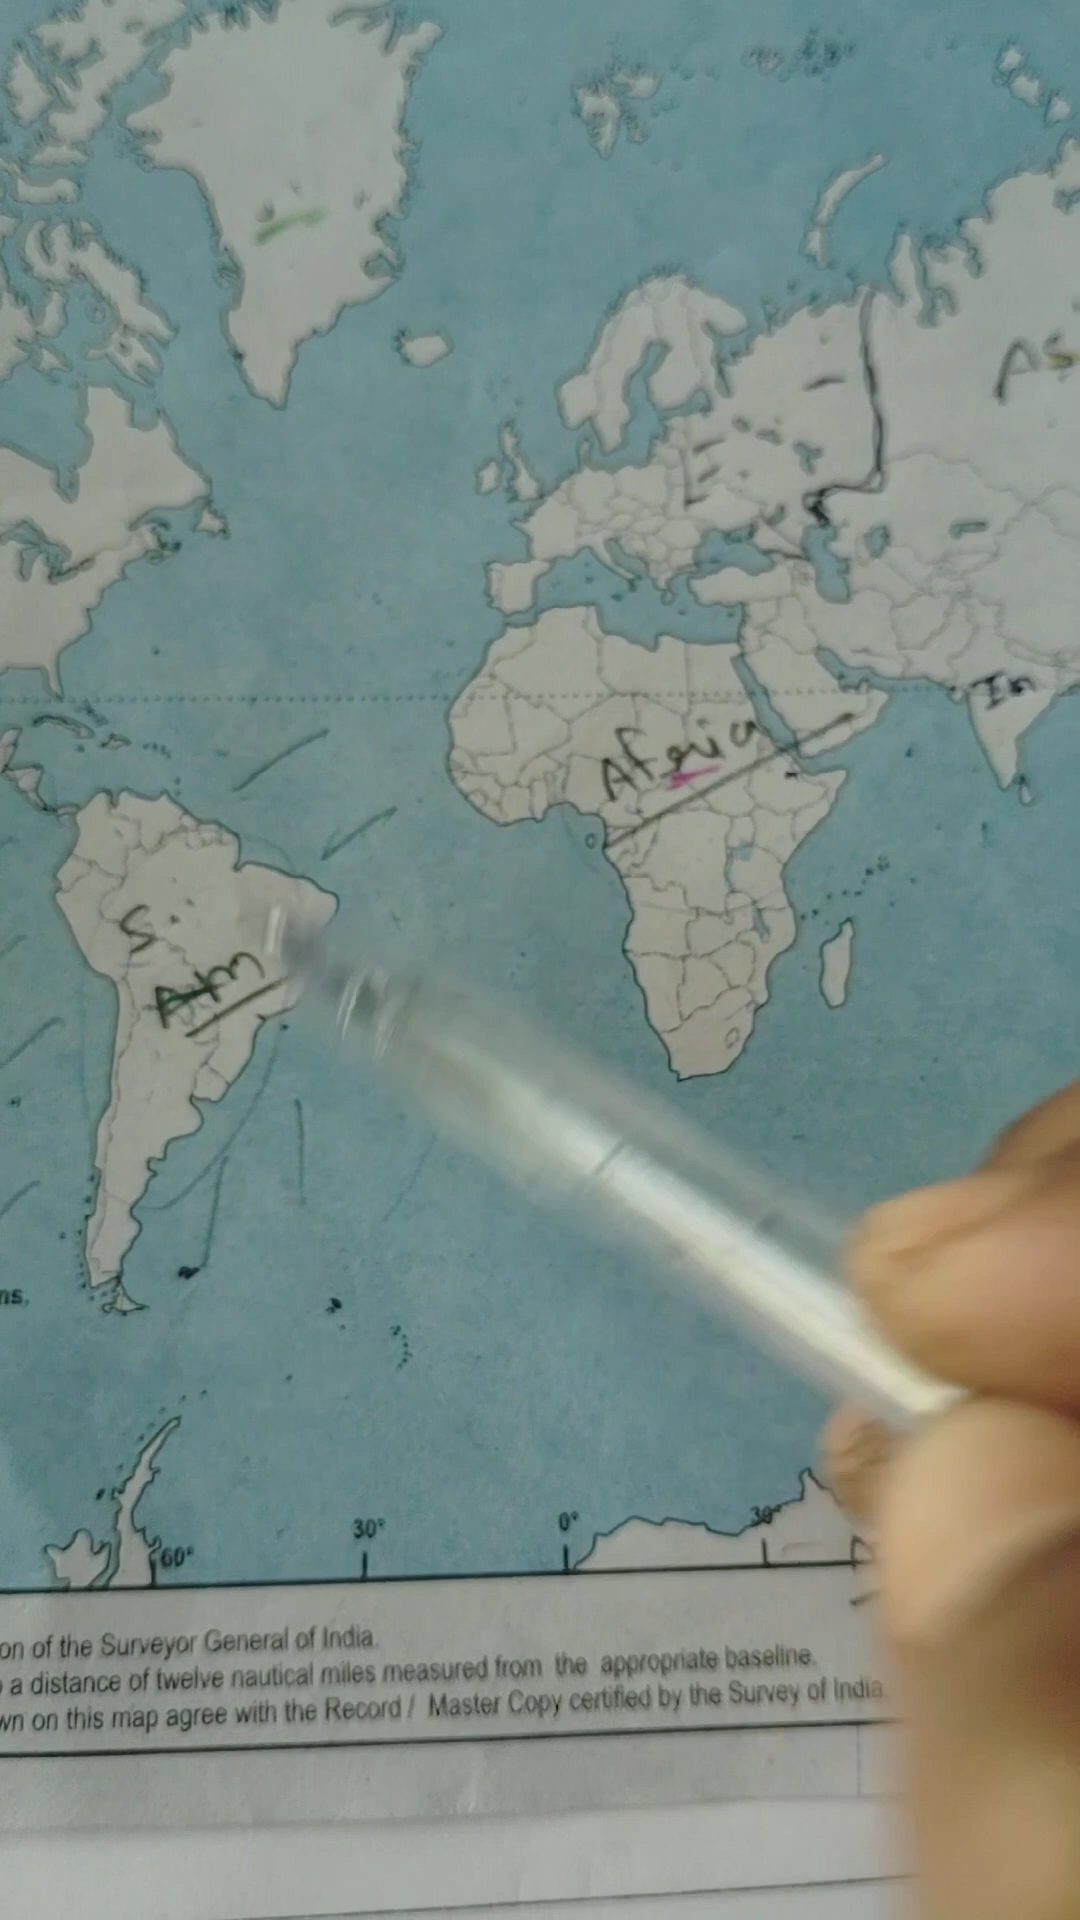 As
E
In
Africa
S.
Am
ns.
60°
30°
0°
30°
on of the Surveyor General of India.
a distance of twelve nautical miles measured from the appropriate baseline.
wn on this map agree with the Record / Master Copy certified by the Survey of India.